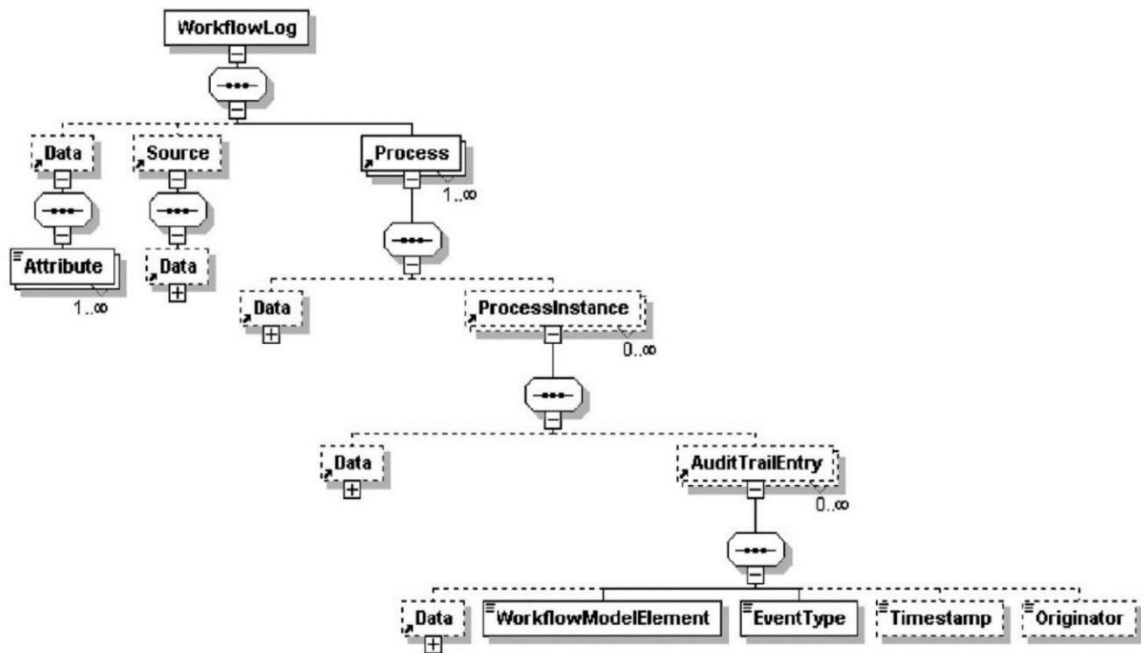 WorkflowLog
Data Source Process
1..∞
Attribute Data
1..∞
Data ProcessInstance
0..∞
Data AuditTrailEntry
0..∞
Data WorkflowModelElement EventType Timestamp Originator